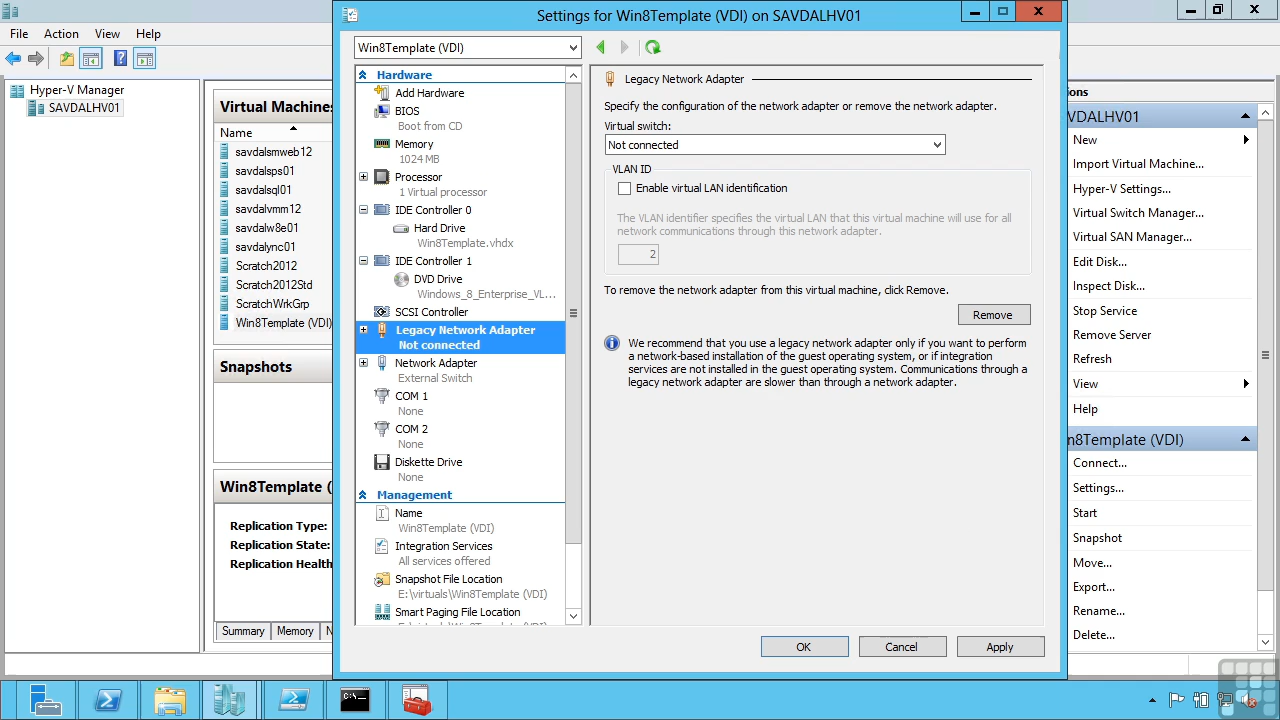 Settings for Win8Template (VDI) on SAVDALHV01
File Action View Help
Hyper-V Manager
SAVDALHV01
Virtual Machines
Name
savdalsmweb12
savdalsps01
savdalsql01
savdalvmm12
savdalw8e01
savdalync01
Scratch2012
Scratch2012Std
ScratchWrkGrp
Win8Template (VDI)
Snapshots
Win8Template (
Replication Type:
Replication State:
Replication Health
Summary Memory N
Win8Template (VDI)
Hardware
Add Hardware
BIOS
Boot from CD
Memory
1024 MB
Processor
1 Virtual processor
IDE Controller 0
Hard Drive
Win8Template.vhdx
IDE Controller 1
DVD Drive
Windows_8_Enterprise_VL...
SCSI Controller
Legacy Network Adapter
Not connected
Network Adapter
External Switch
COM 1
None
COM 2
None
Diskette Drive
None
Management
Name
Win8Template (VDI)
Integration Services
All services offered
Snapshot File Location
E:\virtuals\Win8Template (VDI)
Smart Paging File Location
Legacy Network Adapter
Specify the configuration of the network adapter or remove the network adapter.
Virtual switch:
Not connected
VLAN ID
Enable virtual LAN identification
The VLAN identifier specifies the virtual LAN that this virtual machine will use for all
network communications through this network adapter.
2
To remove the network adapter from this virtual machine, click Remove.
Remove
We recommend that you use a legacy network adapter only if you want to perform
a network-based installation of the guest operating system, or if integration
services are not installed in the guest operating system. Communications through a
legacy network adapter are slower than through a network adapter.
OK Cancel Apply
ons
VDALHV01
New
Import Virtual Machine...
Hyper-V Settings...
Virtual Switch Manager...
Virtual SAN Manager...
Edit Disk...
Inspect Disk...
Stop Service
Remove Server
Refresh
View
Help
n8Template (VDI)
Connect...
Settings...
Start
Snapshot
Move...
Export...
Rename...
Delete...